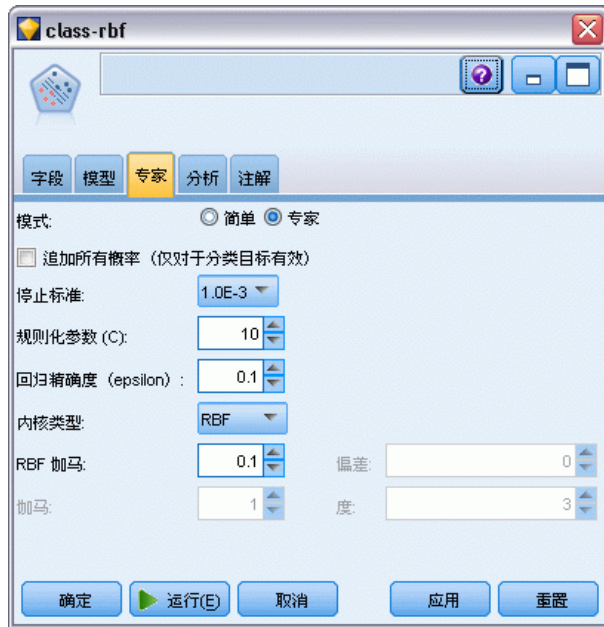 class-rbf
?
字段 模型 专家 分析 注解
模式: 简单 专家
追加所有概率（仅对于分类目标有效）
停止标准: 1.0E-3
规则化参数 (C): 10
回归精确度（epsilon）: 0.1
内核类型: RBF
RBF 伽马: 0.1 偏差: 0
伽马: 1 度: 3
确定 运行(E) 取消 应用 重置